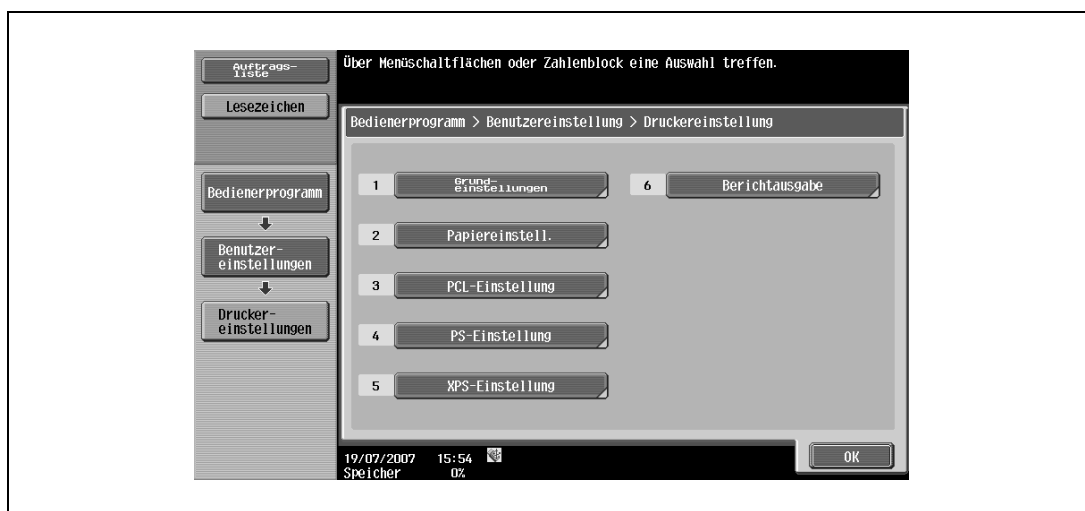 Auftrags-
liste
Lesezeichen
Bedienerprogramm
Benutzer-
einstellungen
Drucker-
einstellungen
Über Menüschaltflächen oder Zahlenblock eine Auswahl treffen.
Bedienerprogramm > Benutzereinstellung > Druckereinstellung
1 Grund-
einstellungen
2 Papiereinstell.
3 PCL-Einstellung
4 PS-Einstellung
5 XPS-Einstellung
6 Berichtausgabe
19/07/2007 15:54
Speicher 0%
OK